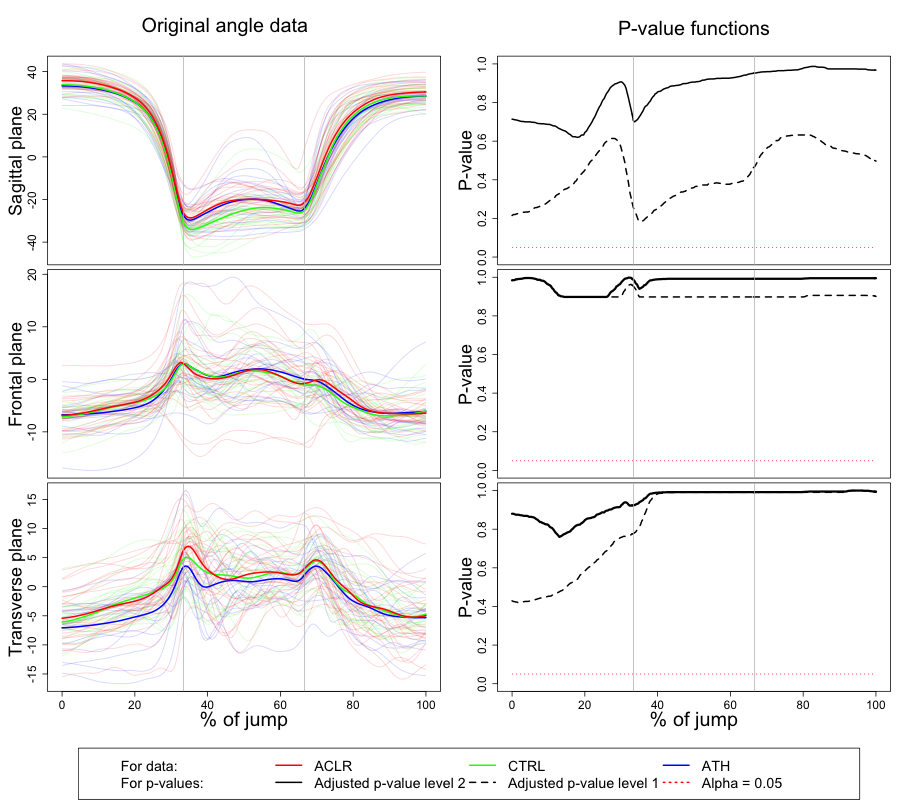 Original angle data
P-value functions
Sagittal plane
40
20
0
-20
-40
P-value
1.0
0.8
0.6
0.4
0.2
0.0
Frontal plane
20
10
0
-10
P-value
1.0
0.8
0.6
0.4
0.2
0.0
Transverse plane
15
10
5
0
-5
-10
-15
P-value
1.0
0.8
0.6
0.4
0.2
0.0
0 20 40 60 80 100
0 20 40 60 80 100
% of jump
% of jump
For data: ACLR CTRL ATH
For p-values: Adjusted p-value level 2 Adjusted p-value level 1 Alpha = 0.05